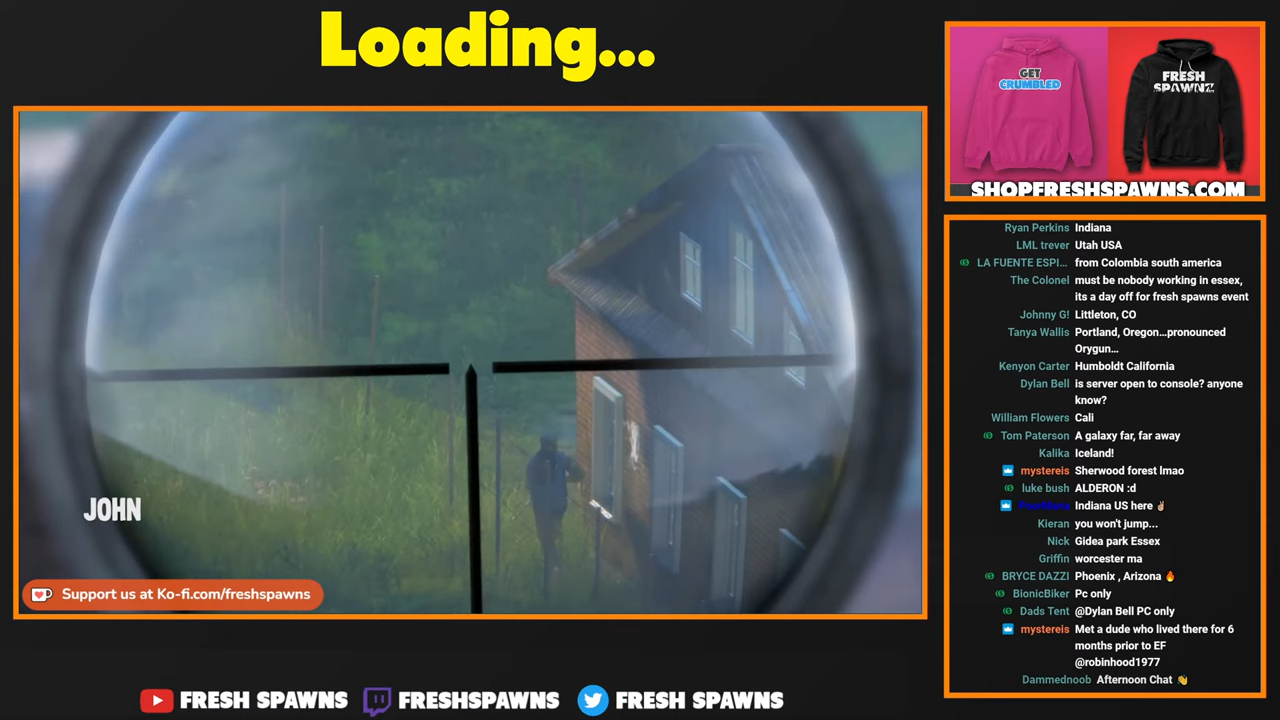 Loading...
GET
CRUMBLED
FRESH
SPAWNZ
SHOPFRESHSPAWNS.COM
Ryan Perkins Indiana
LML trever Utah USA
LA FUENTE ESPI... from Colombia south america
The Colonel must be nobody working in essex,
its a day off for fresh spawns event
Johnny G! Littleton, CO
Tanya Wallis Portland, Oregon…pronounced
Orygun…
Kenyon Carter Humboldt California
Dylan Bell is server open to console? anyone
know?
William Flowers Cali
Tom Paterson A galaxy far, far away
Kalika Iceland!
mystereis Sherwood forest lmao
luke bush ALDERON :d
Indiana US here ✌🏼
Kieran you won't jump...
Nick Gidea park Essex
Griffin worcester ma
BRYCE DAZZI Phoenix , Arizona 🔥
BionicBiker Pc only
Dads Tent @Dylan Bell PC only
mystereis Met a dude who lived there for 6
months prior to EF
@robinhood1977
Dammednoob Afternoon Chat 👋
JOHN
Support us at Ko-fi.com/freshspawns
FRESH SPAWNS
FRESHSPAWNS
FRESH SPAWNS